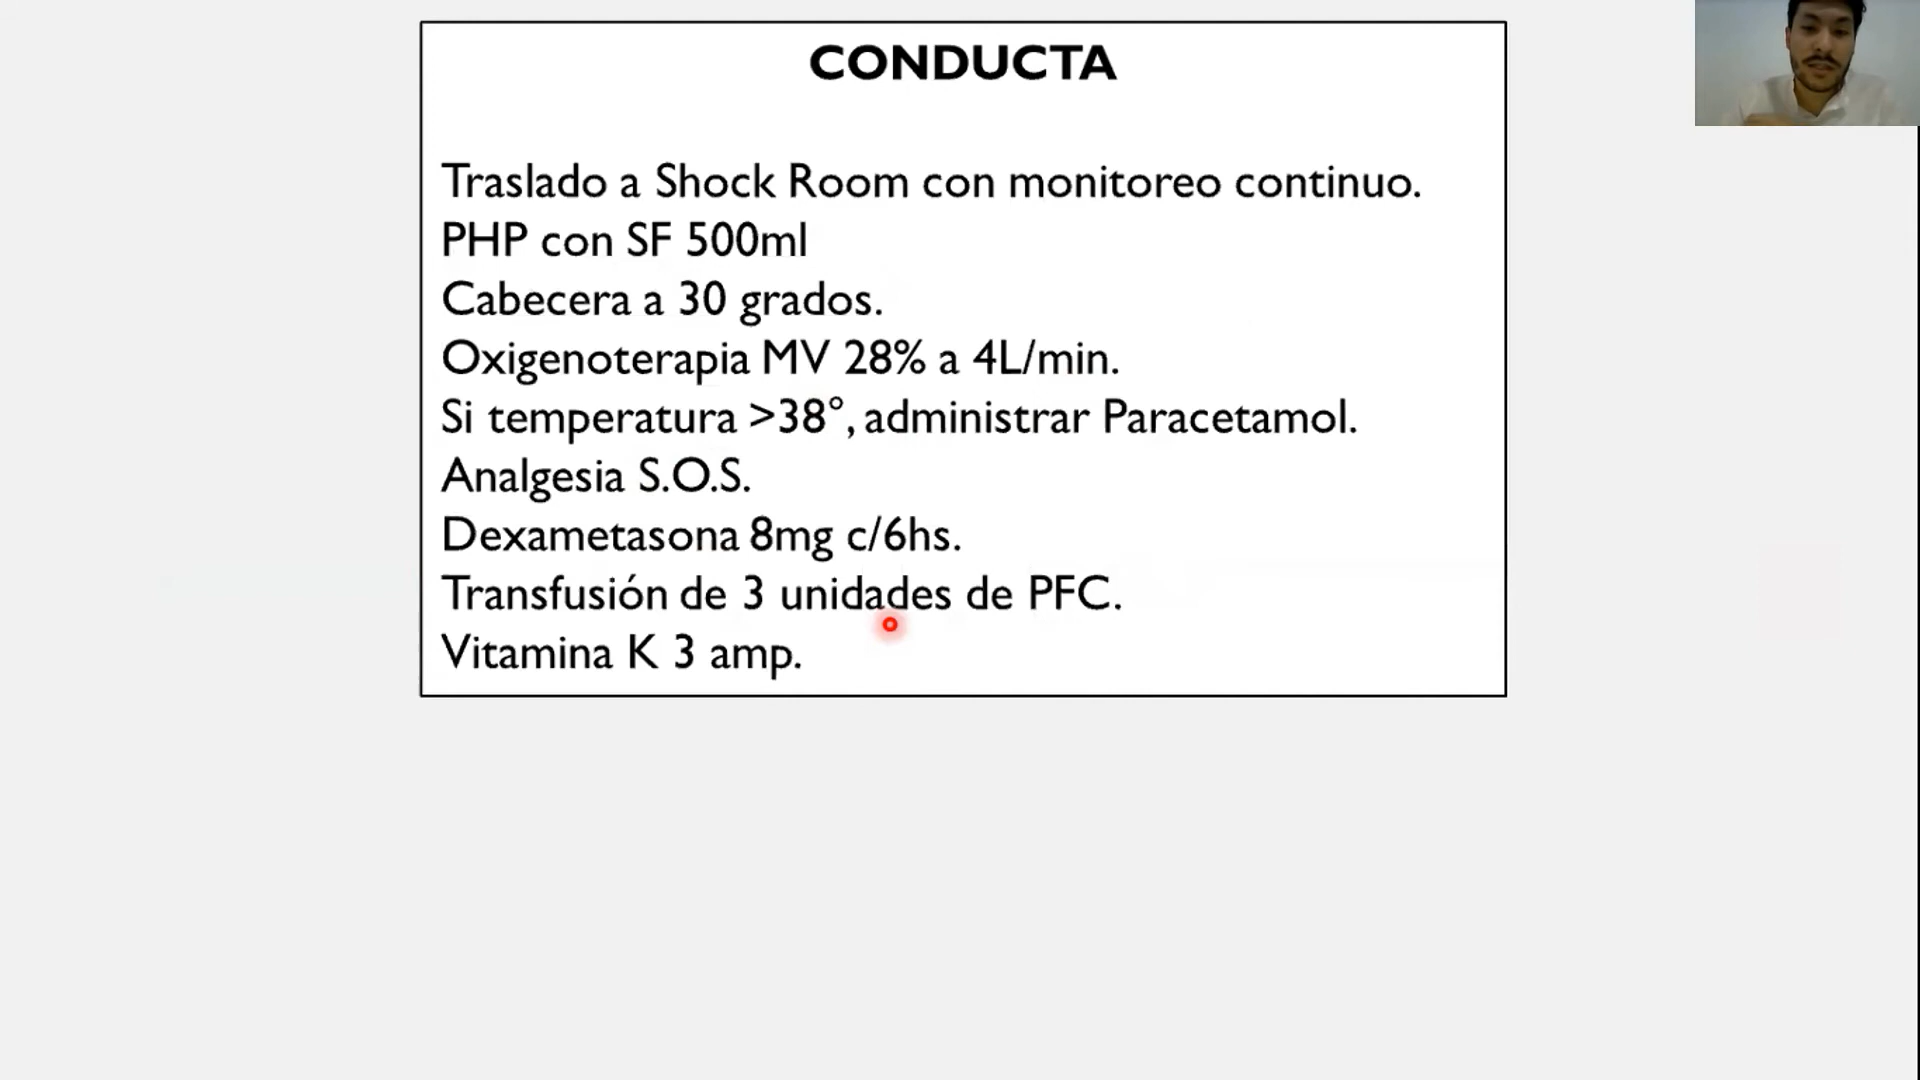 CONDUCTA
Traslado a Shock Room con monitoreo continuo.
PHP con SF 500ml
Cabecera a 30 grados.
Oxigenoterapia MV 28% a 4L/min.
Si temperatura >38°, administrar Paracetamol.
Analgesia S.O.S.
Dexametasona 8mg c/6hs.
Transfusión de 3 unidades de PFC.
Vitamina K 3 amp.